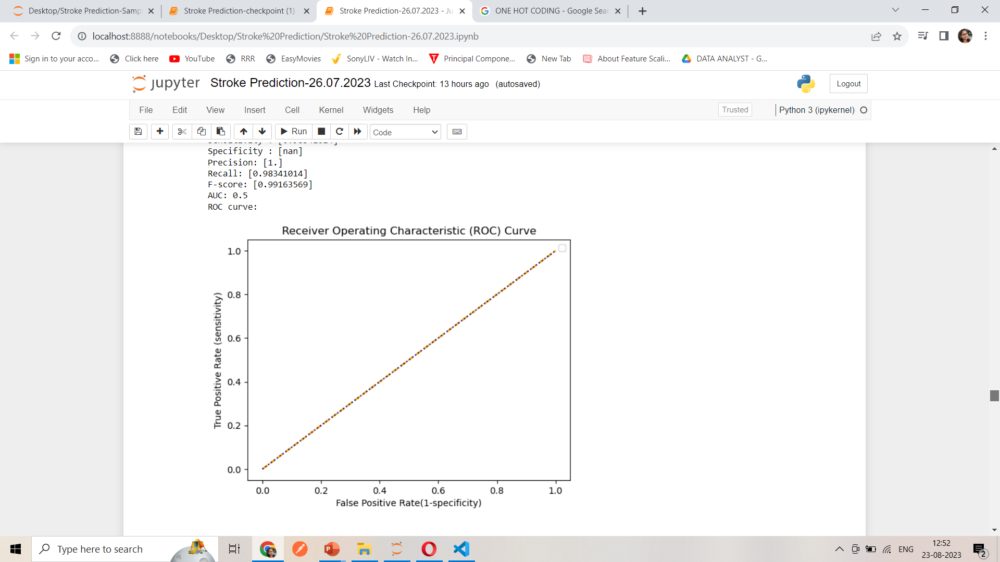 Desktop/Stroke Prediction-Samp
Stroke Prediction-checkpoint (1)
Stroke Prediction-26.07.2023 - Ju
ONE HOT CODING - Google Sear
localhost:8888/notebooks/Desktop/Stroke%20Prediction/Stroke%20Prediction-26.07.2023.ipynb
Sign in to your acco... Click here YouTube RRR EasyMovies SonyLIV - Watch In... Principal Compone... New Tab About Feature Scali... DATA ANALYST - G...
jupyter Stroke Prediction-26.07.2023 Last Checkpoint: 13 hours ago (autosaved)
Logout
File Edit View Insert Cell Kernel Widgets Help
Trusted
Python 3 (ipykernel)
Run
Code
Specificity : [nan]
Precision: [1.]
Recall: [0.98341014]
F-score: [0.99163569]
AUC: 0.5
ROC curve:
Receiver Operating Characteristic (ROC) Curve
1.0
0.8
0.6
0.4
0.2
0.0
True Positive Rate (sensitivity)
0.0 0.2 0.4 0.6 0.8 1.0
False Positive Rate(1-specificity)
Type here to search
P
ENG
12:52
23-08-2023
2